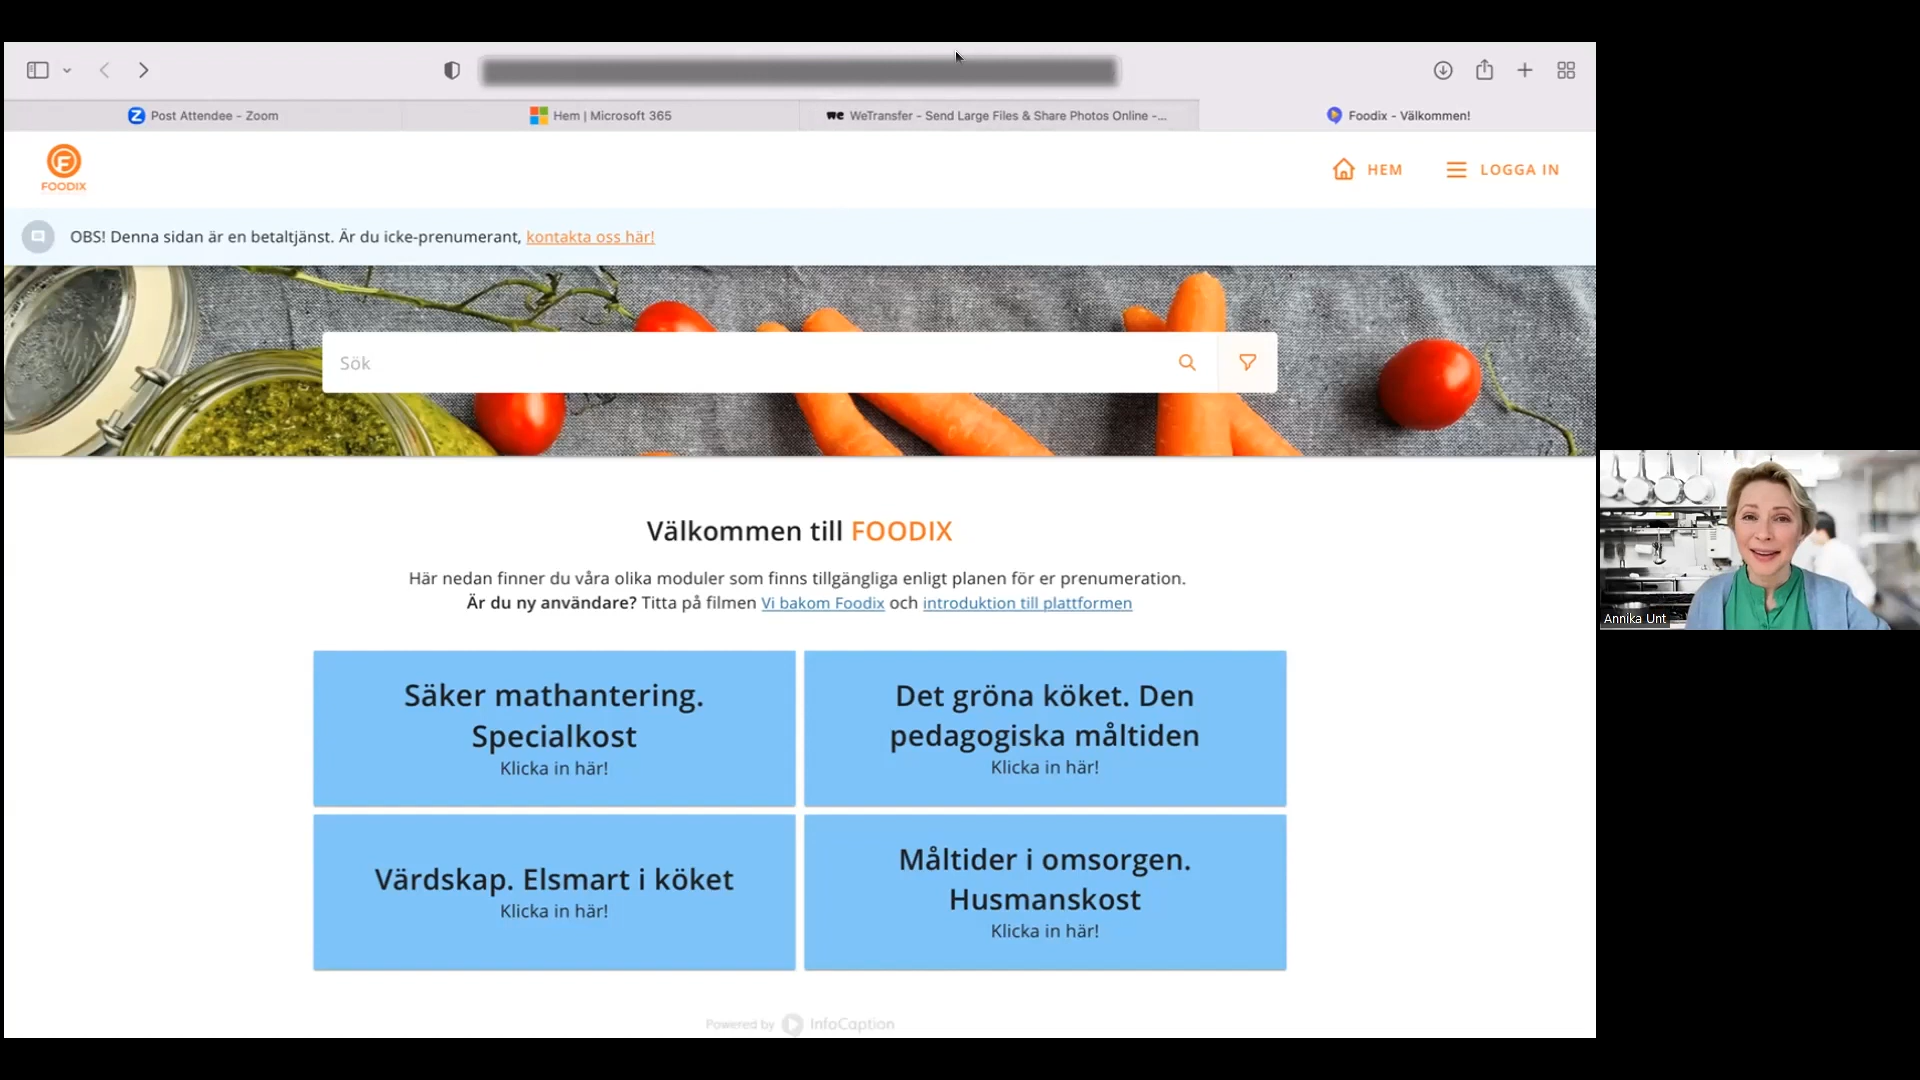 Post Attendee - Zoom
Hem | Microsoft 365
we WeTransfer - Send Large Files & Share Photos Online -...
Foodix - Välkommen!
F
FOODIX
HEM
LOGGA IN
OBS! Denna sidan är en betaltjänst. Är du icke-prenumerant, kontakta oss här!
Sök
Välkommen till FOODIX
Här nedan finner du våra olika moduler som finns tillgängliga enligt planen för er prenumeration.
Är du ny användare? Titta på filmen Vi bakom Foodix och introduktion till plattformen
Säker mathantering.
Specialkost
Klicka in här!
Det gröna köket. Den
pedagogiska måltiden
Klicka in här!
Värdskap. Elsmart i köket
Klicka in här!
Måltider i omsorgen.
Husmanskost
Klicka in här!
Powered by InfoCaption
Annika Unt